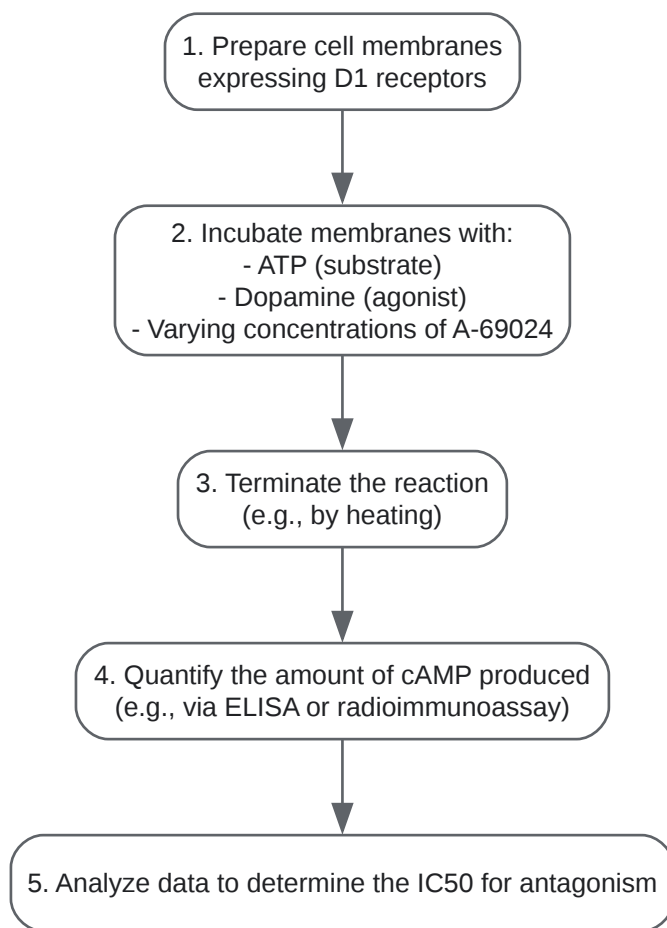 1. Prepare cell membranes
expressing D1 receptors
2. Incubate membranes with:
- ATP (substrate)
- Dopamine (agonist)
- Varying concentrations of A-69024
3. Terminate the reaction
(e.g., by heating)
4. Quantify the amount of cAMP produced
(e.g., via ELISA or radioimmunoassay)
5. Analyze data to determine the IC50 for antagonism